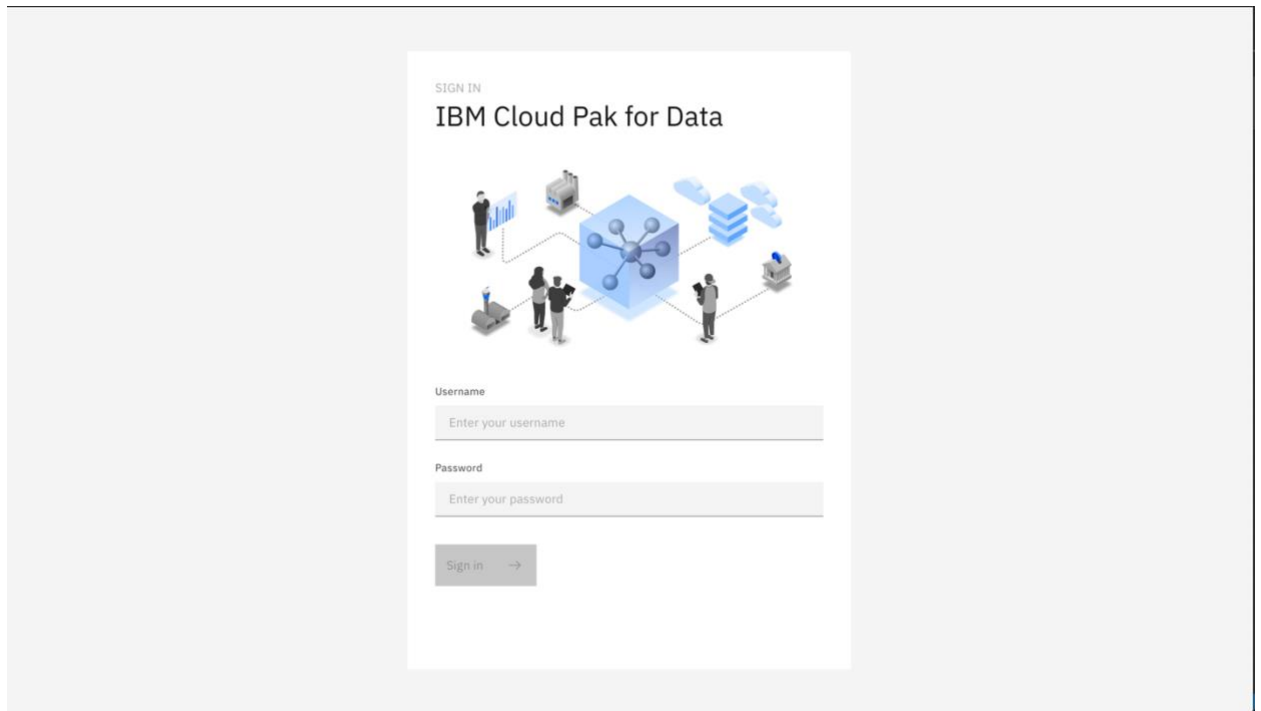 SIGN IN
IBM Cloud Pak for Data
Username
Enter your username
Password
Enter your password
Sign in